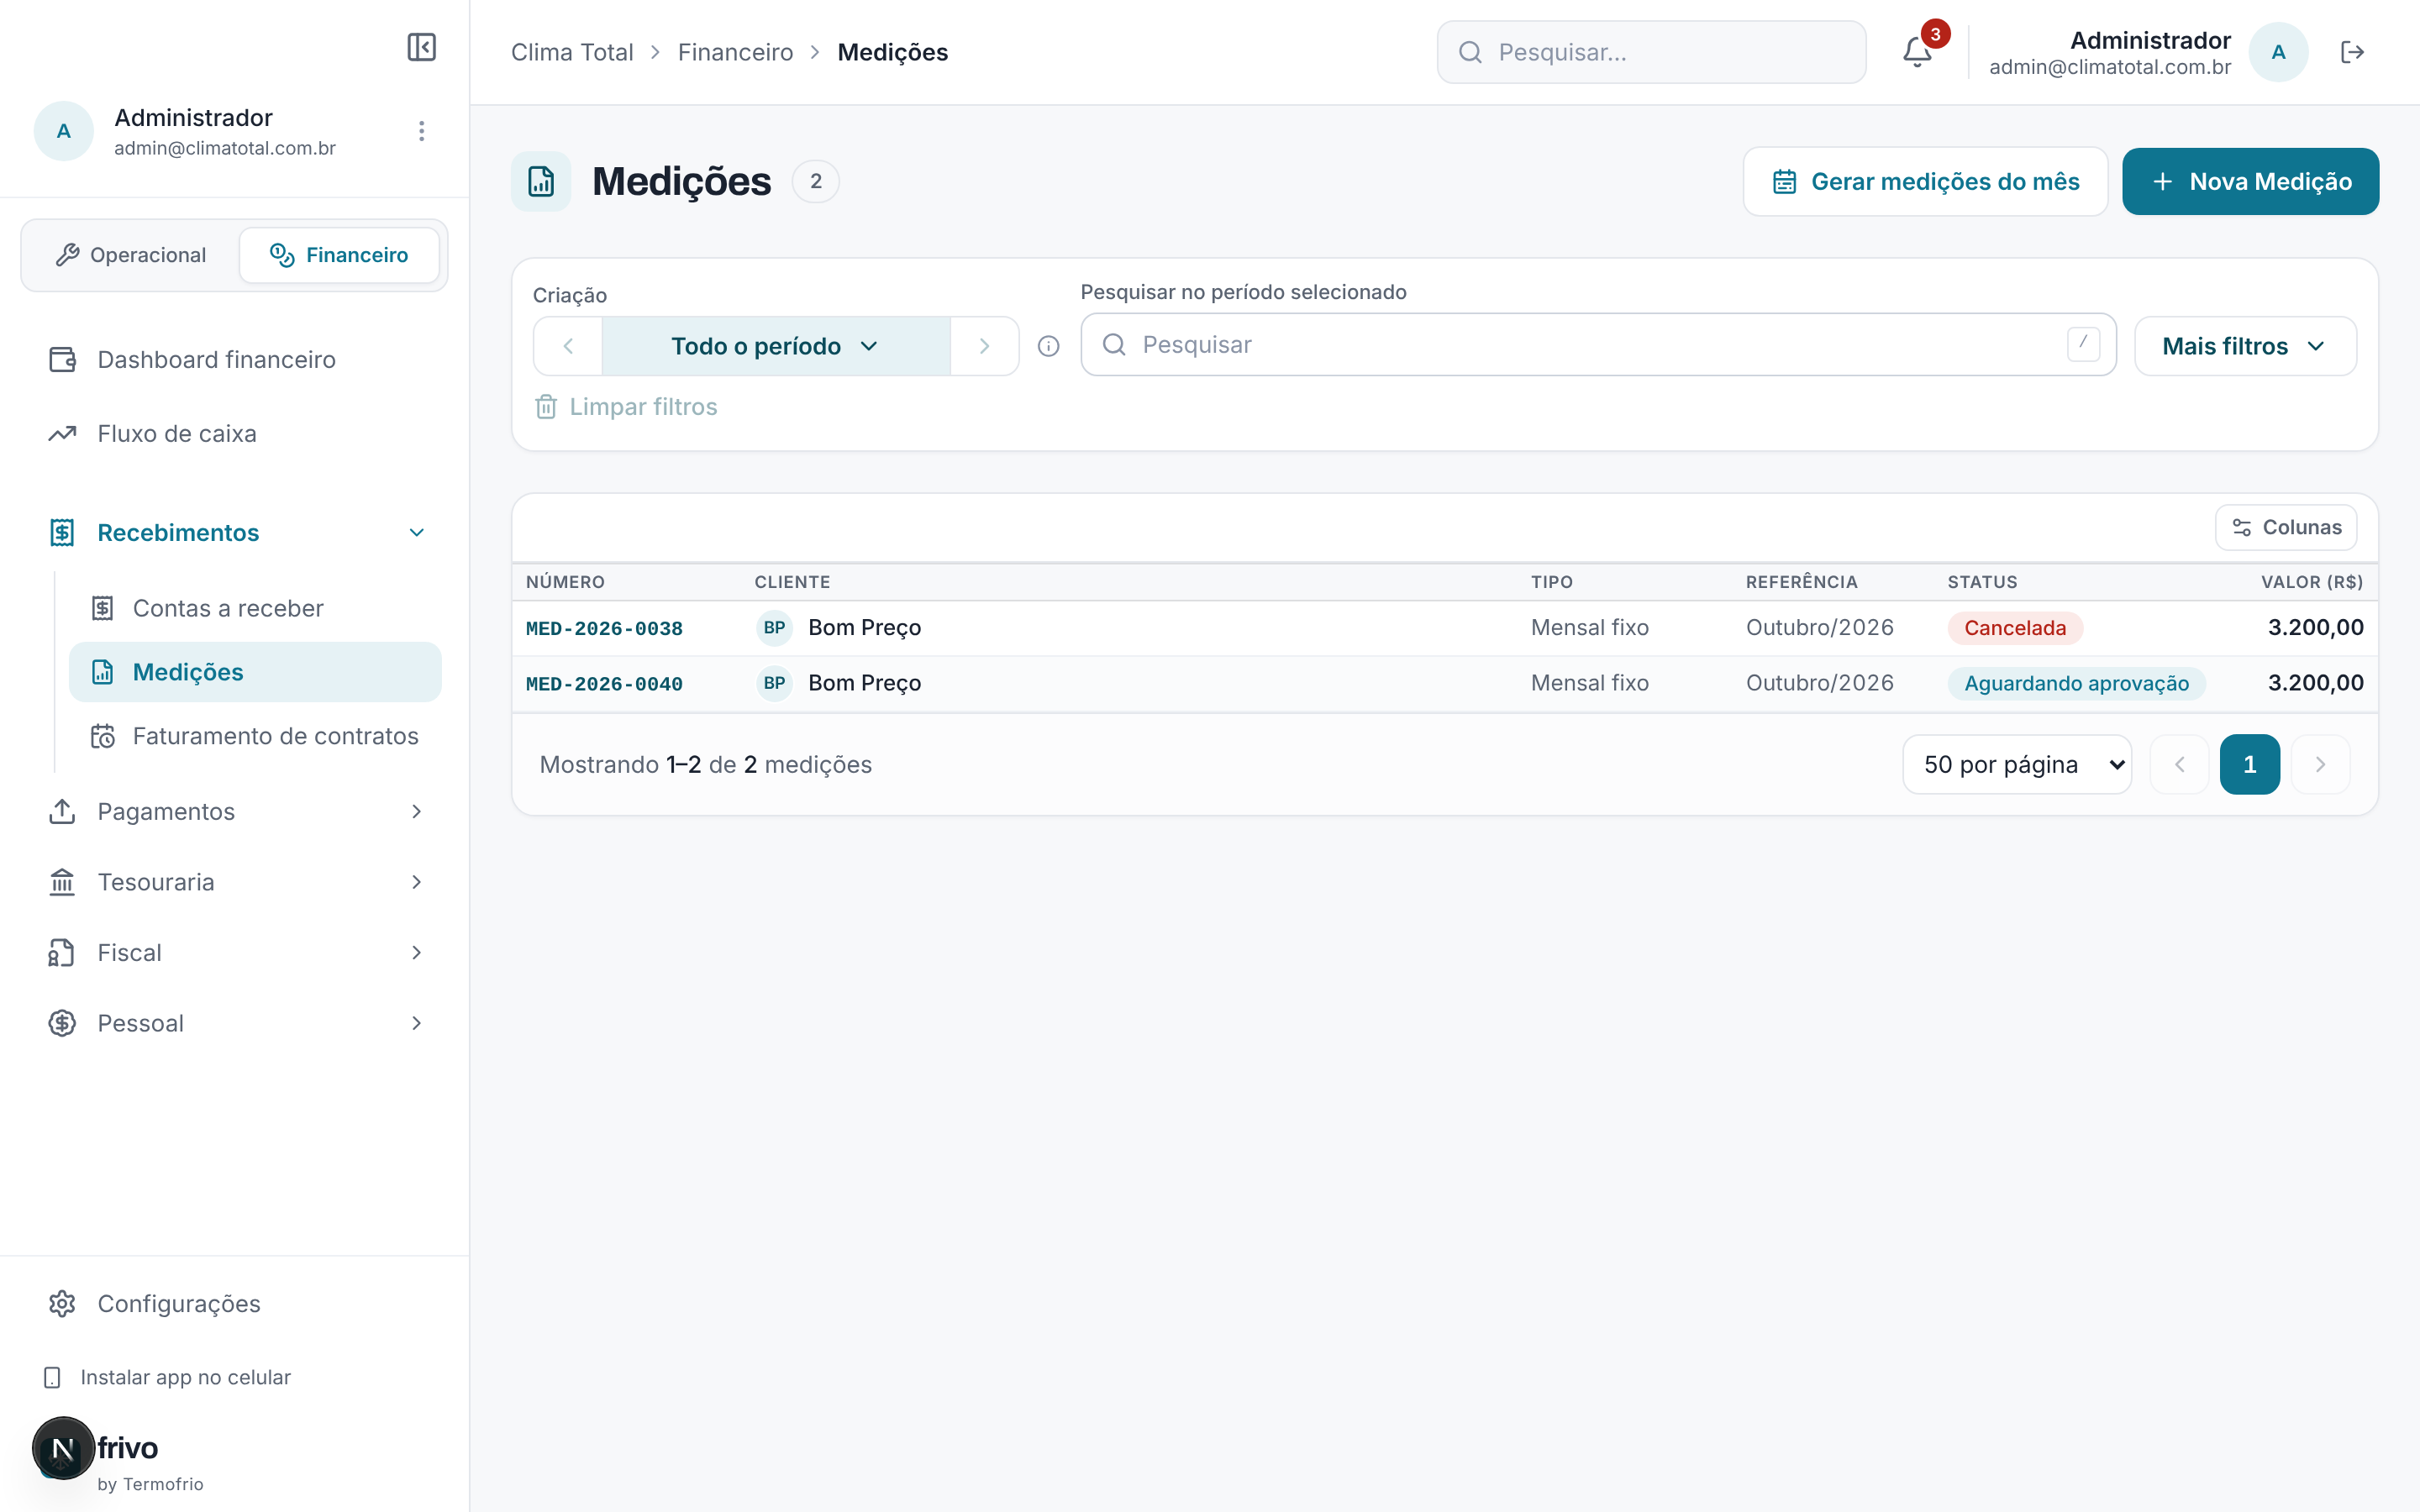 Clima Total > Financeiro > Medições
Pesquisar...
3
Administrador
admin@climatotal.com.br
A
A
Administrador
admin@climatotal.com.br
Operacional
Financeiro
Dashboard financeiro
Fluxo de caixa
Recebimentos
Contas a receber
Medições
Faturamento de contratos
Pagamentos
Tesouraria
Fiscal
Pessoal
Configurações
Instalar app no celular
N
frivo
by Termofrio
Medições 2
Gerar medições do mês
+ Nova Medição
Criação
Todo o período
Pesquisar no período selecionado
Pesquisar /
Mais filtros
Limpar filtros
Colunas
NÚMERO CLIENTE TIPO REFERÊNCIA STATUS VALOR (R$)
MED-2026-0038 BP Bom Preço Mensal fixo Outubro/2026 Cancelada 3.200,00
MED-2026-0040 BP Bom Preço Mensal fixo Outubro/2026 Aguardando aprovação 3.200,00
Mostrando 1–2 de 2 medições
50 por página
1